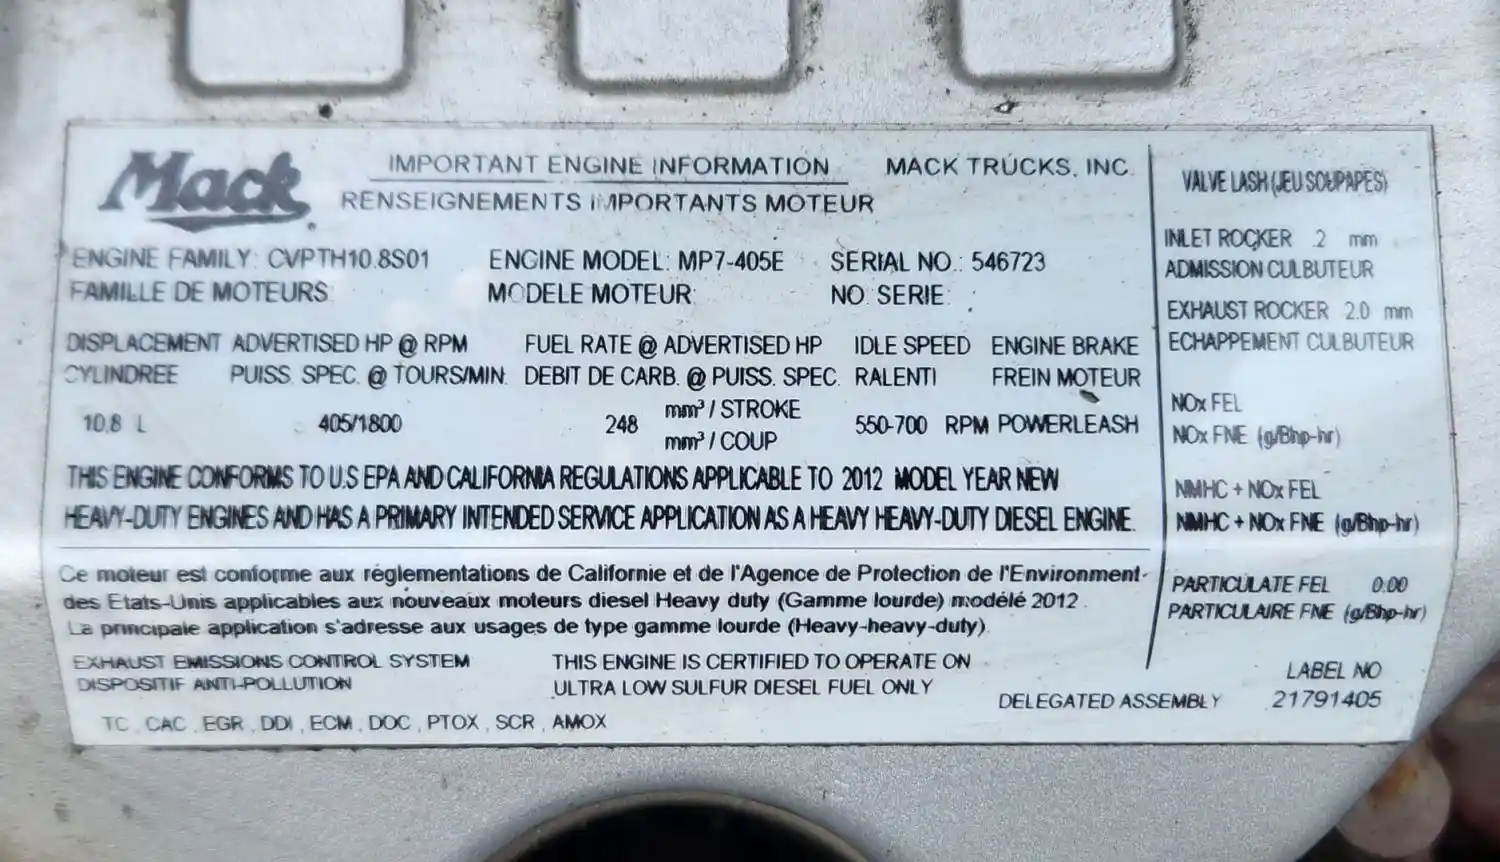 Mack
IMPORTANT ENGINE INFORMATION MACK TRUCKS, INC.
RENSEIGNEMENTS IMPORTANTS MOTEUR
ENGINE FAMILY: CVPTH10.8S01 ENGINE MODEL: MP7-405E SERIAL NO.: 546723
FAMILLE DE MOTEURS: MODELE MOTEUR: NO. SERIE:
DISPLACEMENT ADVERTISED HP @ RPM FUEL RATE @ ADVERTISED HP IDLE SPEED ENGINE BRAKE
CYLINDREE PUISS. SPEC. @ TOURS/MIN. DEBIT DE CARB. @ PUISS. SPEC. RALENTI FREIN MOTEUR
10.8 L 405/1800 248 mm³ / STROKE 550-700 RPM POWERLEASH
mm³ / COUP
THIS ENGINE CONFORMS TO U.S EPA AND CALIFORNIA REGULATIONS APPLICABLE TO 2012 MODEL YEAR NEW
HEAVY-DUTY ENGINES AND HAS A PRIMARY INTENDED SERVICE APPLICATION AS A HEAVY HEAVY-DUTY DIESEL ENGINE.
Ce moteur est conforme aux réglementations de Californie et de l'Agence de Protection de l'Environment
des Etats-Unis applicables aux nouveaux moteurs diesel Heavy duty (Gamme lourde) modélé 2012 .
La principale application s'adresse aux usages de type gamme lourde (Heavy-heavy-duty).
EXHAUST EMISSIONS CONTROL SYSTEM THIS ENGINE IS CERTIFIED TO OPERATE ON
DISPOSITIF ANTI-POLLUTION ULTRA LOW SULFUR DIESEL FUEL ONLY
DELEGATED ASSEMBLY
TC , CAC , EGR , DDI , ECM , DOC , PTOX , SCR , AMOX
VALVE LASH (JEU SOUPAPES)
INLET ROCKER .2 mm
ADMISSION CULBUTEUR
EXHAUST ROCKER 2.0 mm
ECHAPPEMENT CULBUTEUR
NOx FEL
NOx FNE (g/Bhp-hr)
NMHC + NOx FEL
NMHC + NOx FNE (g/Bhp-hr)
PARTICULATE FEL 0.00
PARTICULAIRE FNE (g/Bhp-hr)
LABEL NO
21791405